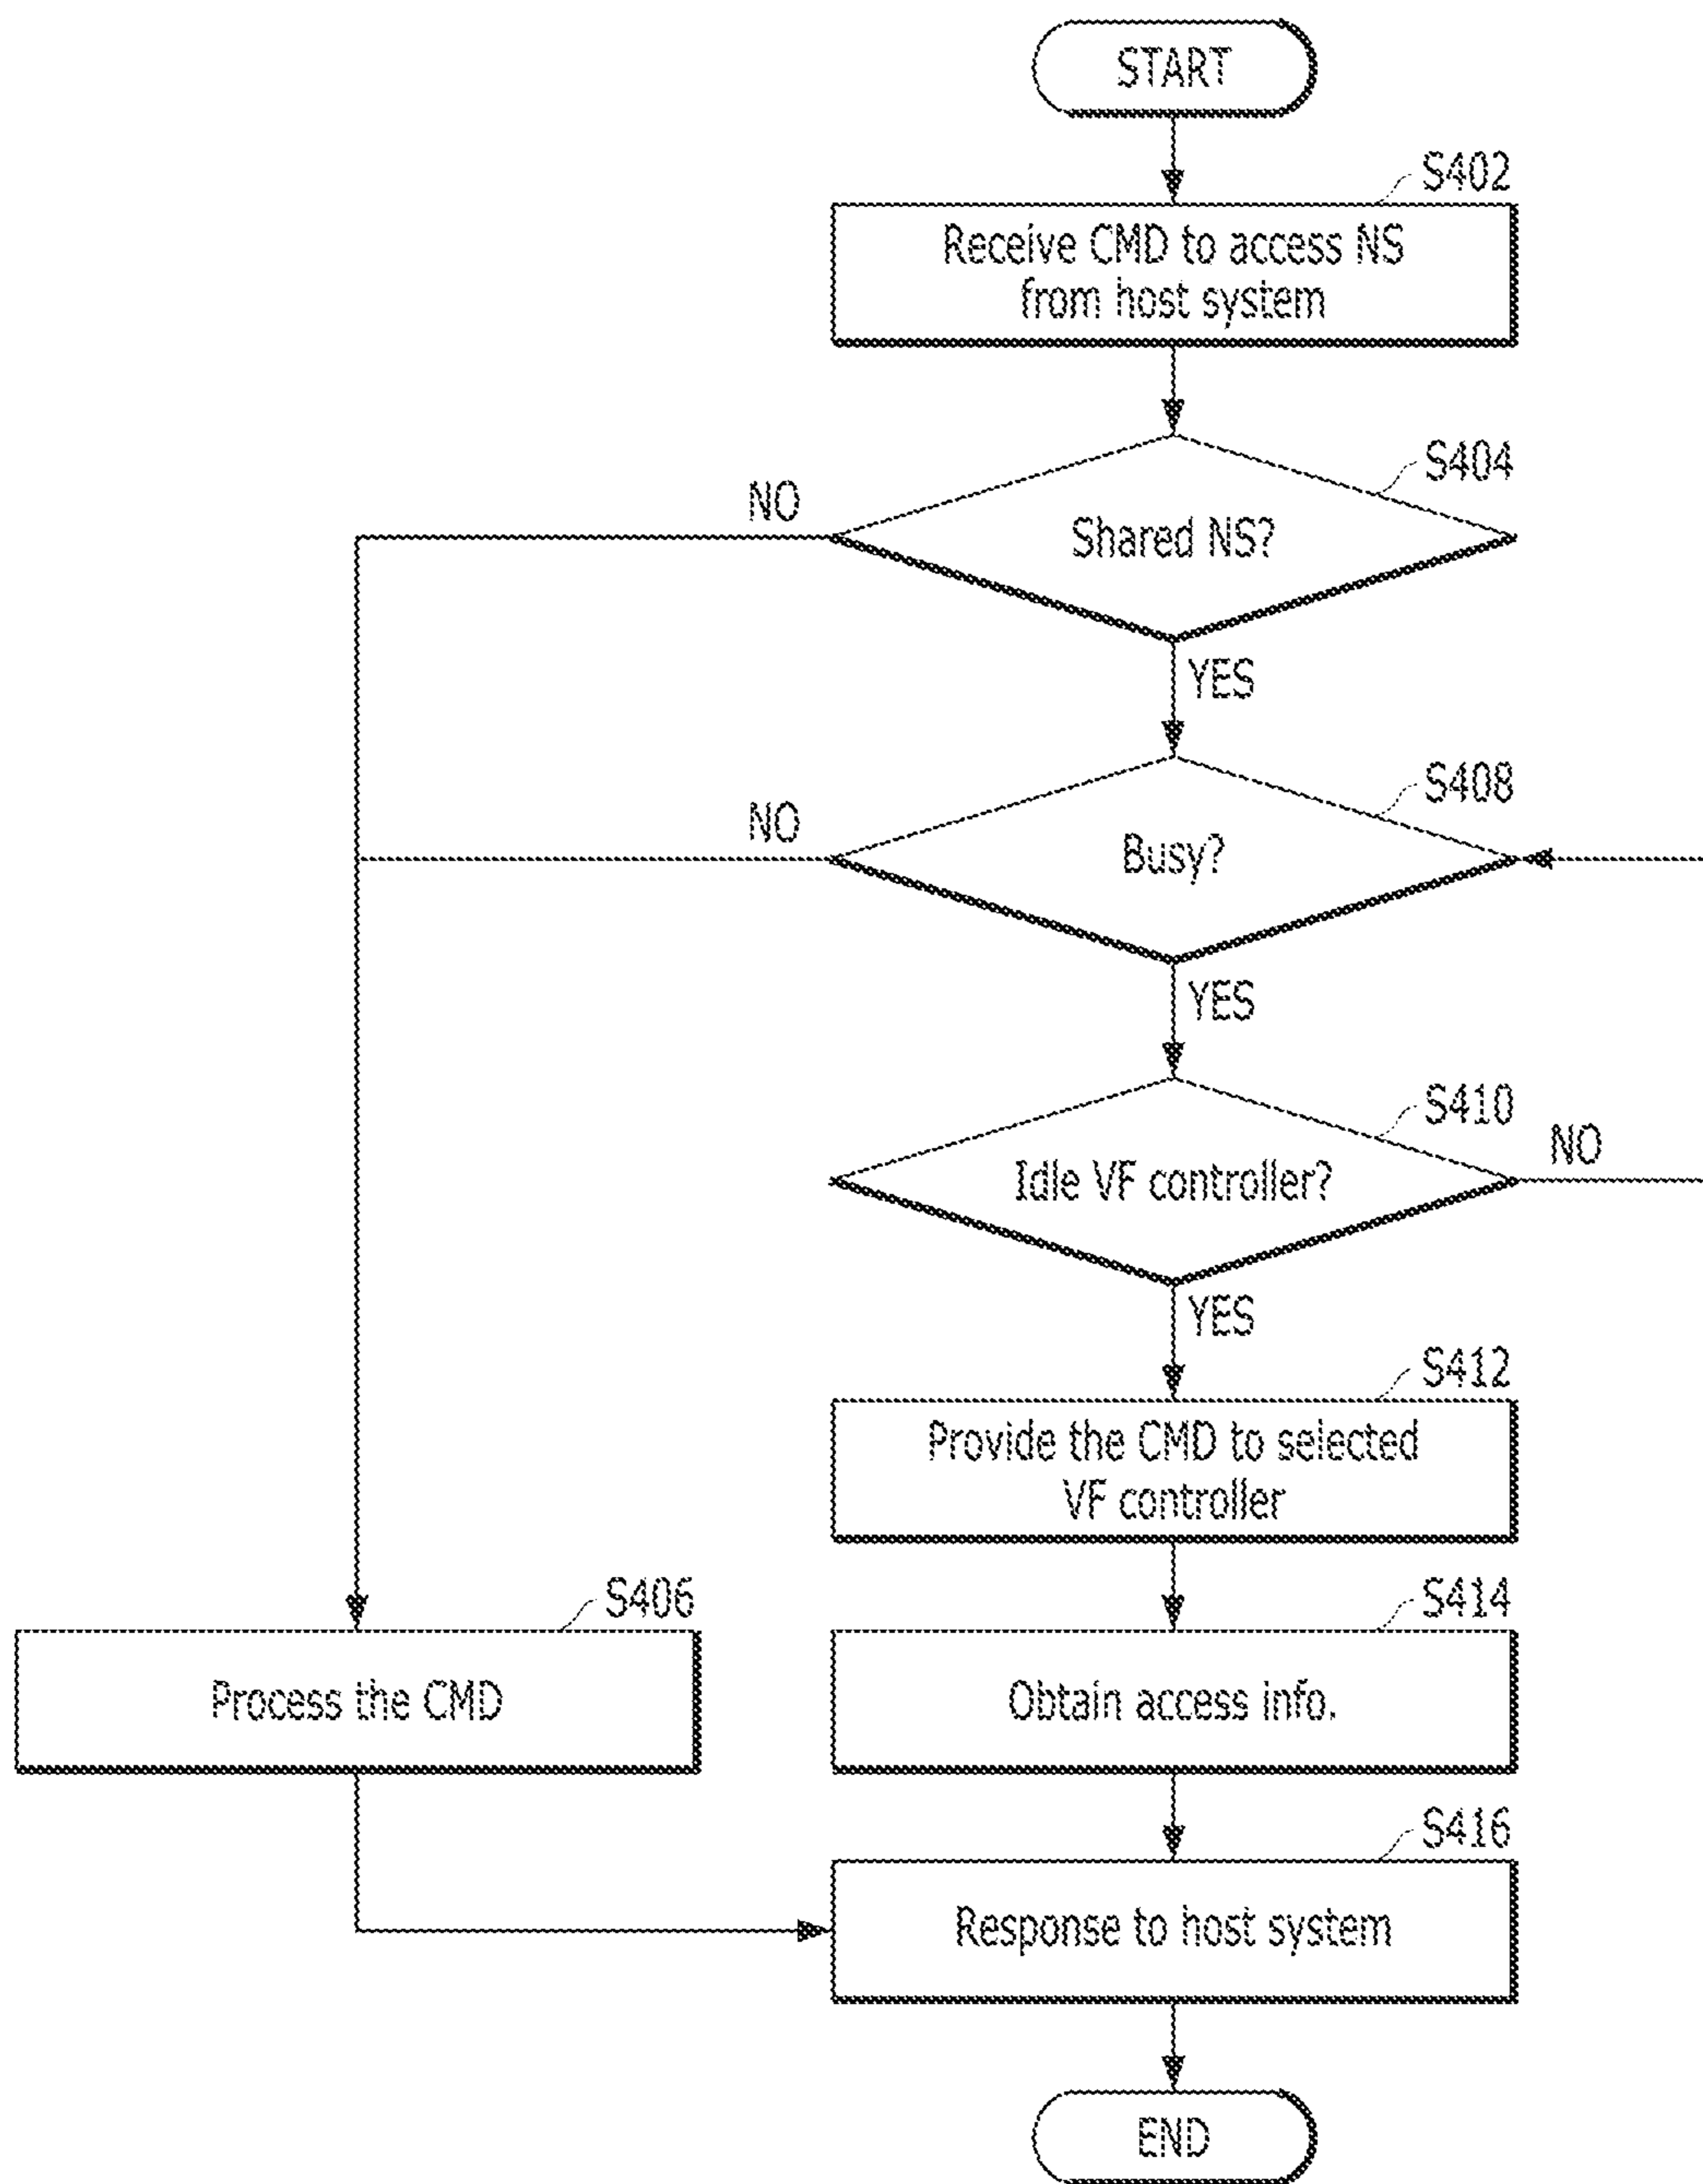 START
S402
Receive CMD to access NS
from host system
S404
NO
Shared NS?
YES
S408
NO
Busy?
YES
S410
NO
Idle VF controller?
YES
S412
Provide the CMD to selected
VF controller
S406
S414
Process the CMD
Obtain access info.
S416
Response to host system
END